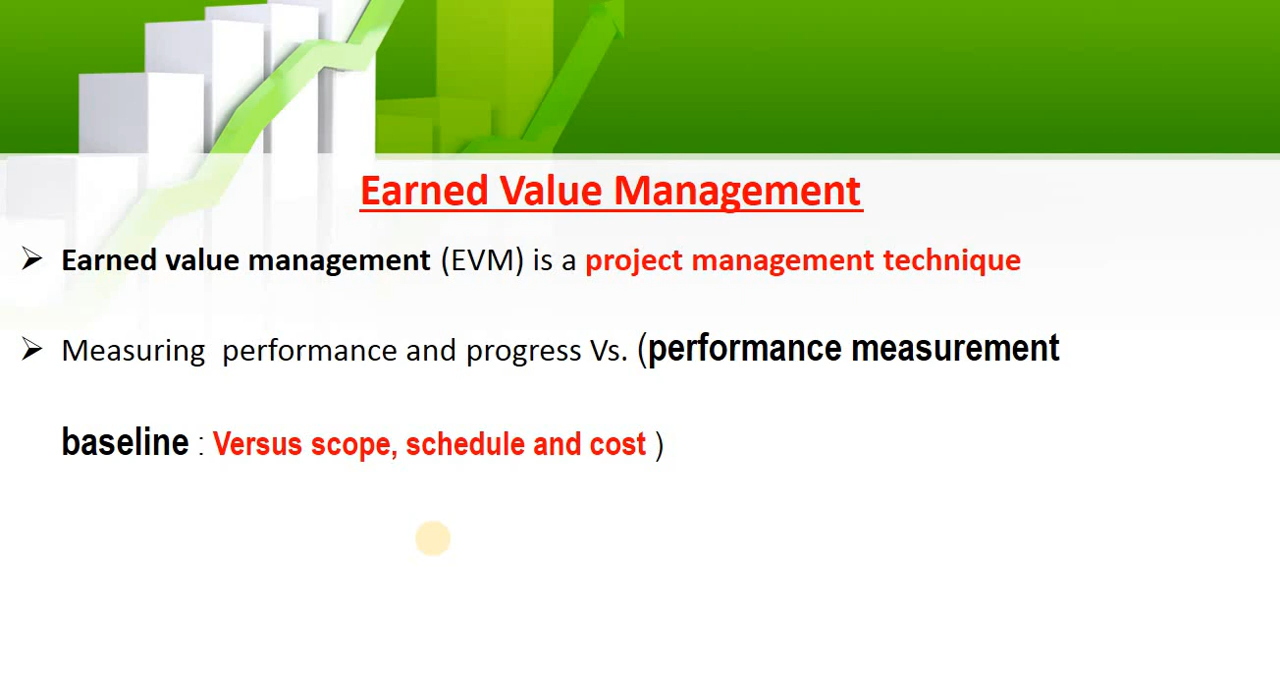 Earned Value Management
➢ Earned value management (EVM) is a project management technique
➢ Measuring performance and progress Vs. (performance measurement
baseline : Versus scope, schedule and cost )